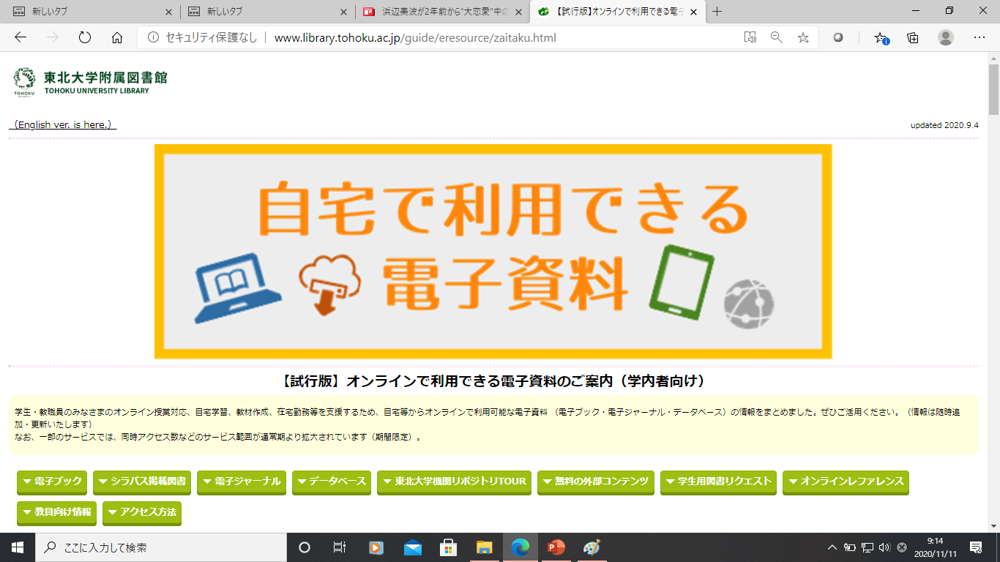 新しいタブ
新しいタブ
浜辺美波が2年前から"大恋愛"中の
【試行版】オンラインで利用できる電子
セキュリティ保護なし
www.library.tohoku.ac.jp/guide/eresource/zaitaku.html
東北大学附属図書館
TOHOKU UNIVERSITY LIBRARY
TOHOKU
（English ver. is here.）
updated 2020.9.4
自宅で利用できる
電子資料
【試行版】オンラインで利用できる電子資料のご案内（学内者向け）
学生・教職員のみなさまのオンライン授業対応、自宅学習、教材作成、在宅勤務等を支援するため、自宅等からオンラインで利用可能な電子資料 （電子ブック・電子ジャーナル・データベース）の情報をまとめました。ぜひご活用ください。（情報は随時追
加・更新いたします）
なお、一部のサービスでは、同時アクセス数などのサービス範囲が通常期より拡大されています（期間限定）。
電子ブック
シラバス掲載図書
電子ジャーナル
データベース
東北大学機関リポジトリTOUR
無料の外部コンテンツ
学生用図書リクエスト
オンラインレファレンス
教員向け情報
アクセス方法
ここに入力して検索
9:14
2020/11/11